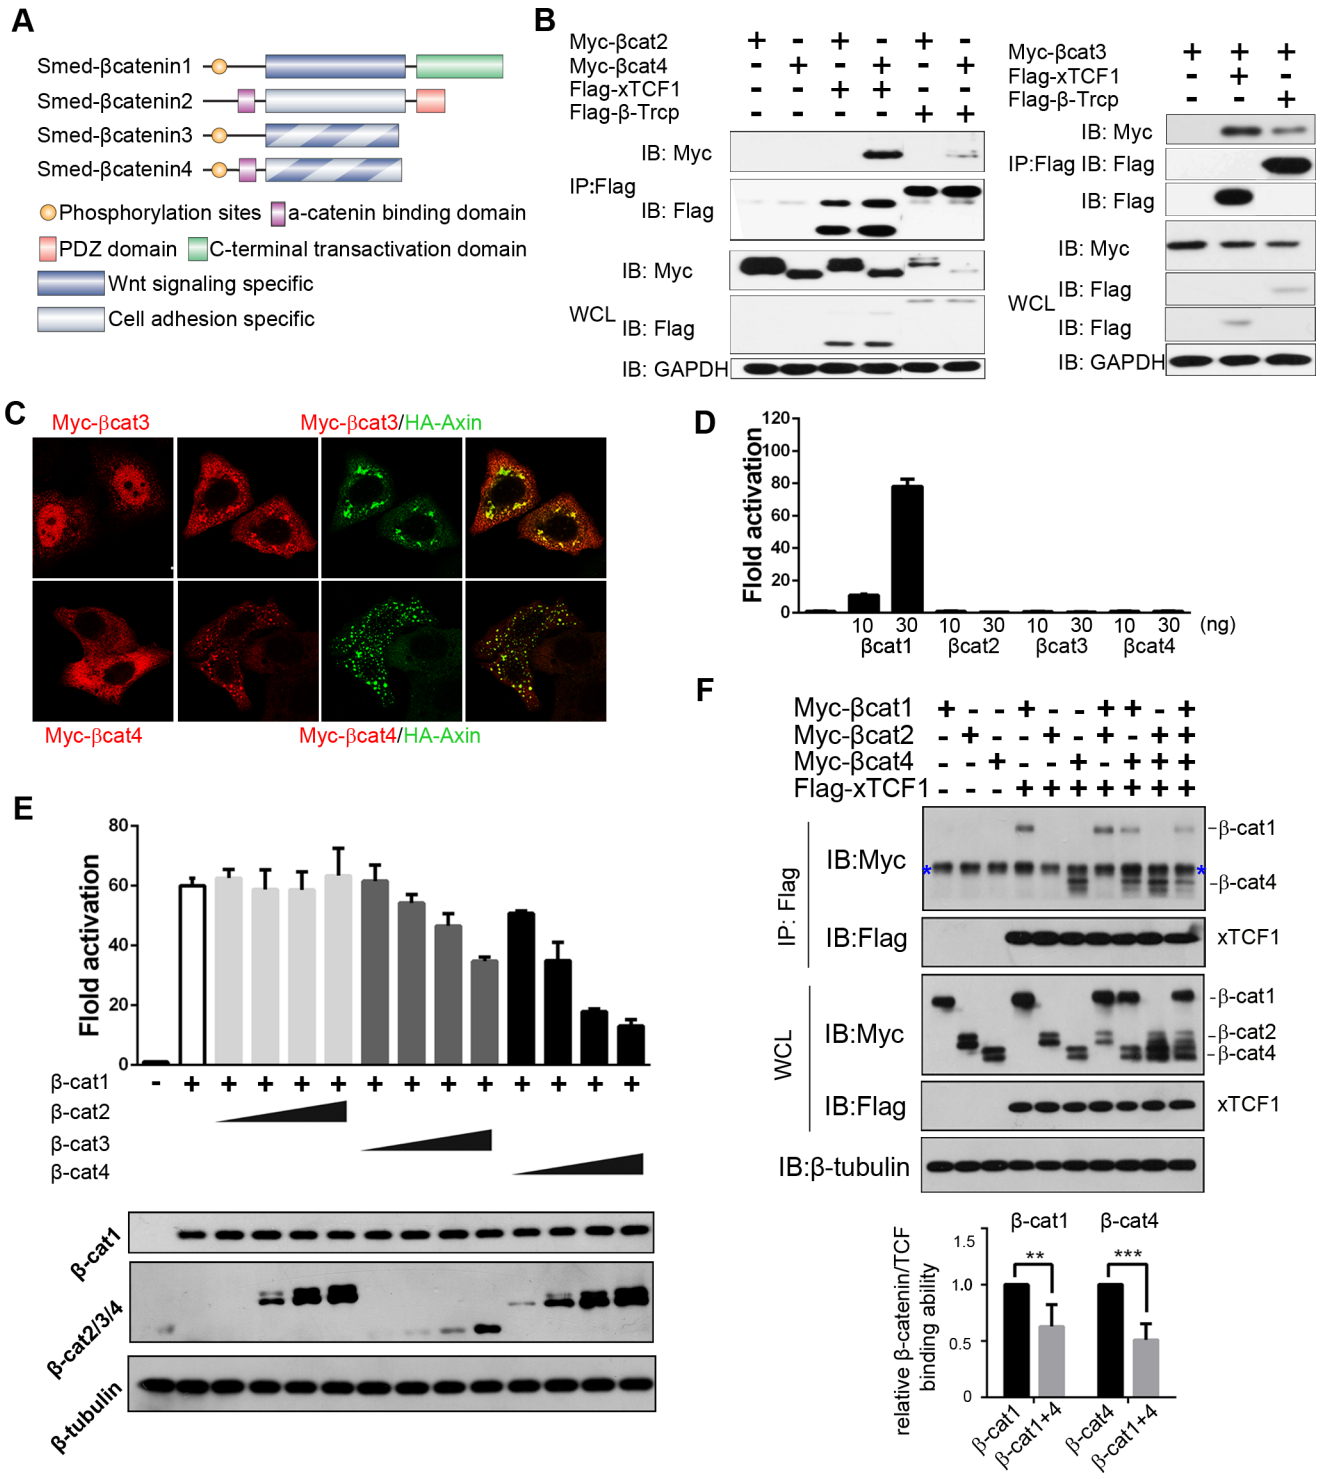 A
Smed-βcatenin1
Smed-βcatenin2
Smed-βcatenin3
Smed-βcatenin4
Phosphorylation sites
a-catenin binding domain
PDZ domain
C-terminal transactivation domain
Wnt signaling specific
Cell adhesion specific
B
Myc-βcat2 + - + - + -
Myc-βcat4 - + - + - +
Flag-xTCF1 - - + + - -
Flag-β-Trcp - - - - + +
IB: Myc
IP:Flag
IB: Flag
IB: Myc
WCL
IB: Flag
IB: GAPDH
Myc-βcat3 + + +
Flag-xTCF1 - + -
Flag-β-Trcp - - +
IB: Myc
IP:Flag IB: Flag
IB: Flag
IB: Myc
WCL
IB: Flag
IB: Flag
IB: GAPDH
C
Myc-βcat3
Myc-βcat3/HA-Axin
Myc-βcat4
Myc-βcat4/HA-Axin
D
Flold activation
120
100
80
60
40
20
0
10 30 10 30 10 30 10 30 (ng)
βcat1 βcat2 βcat3 βcat4
E
Flold activation
80
60
40
20
0
β-cat1 - + + + + + + + + + + + + +
β-cat2
β-cat3
β-cat4
β-cat1
β-cat2/3/4
β-tubulin
F
Myc-βcat1 + - - + - - + + - +
Myc-βcat2 - + - - + - + - + +
Myc-βcat4 - - + - - + - + + +
Flag-xTCF1 - - - + + + + + + +
IP: Flag
IB:Myc
-β-cat1
* *
-β-cat4
IB:Flag
xTCF1
WCL
IB:Myc
-β-cat1
-β-cat2
-β-cat4
IB:Flag
xTCF1
IB:β-tubulin
relative β-catenin/TCF
binding ability
β-cat1 β-cat4
1.5
1.0
0.5
0
** ***
β-cat1
β-cat1+4
β-cat4
β-cat1+4